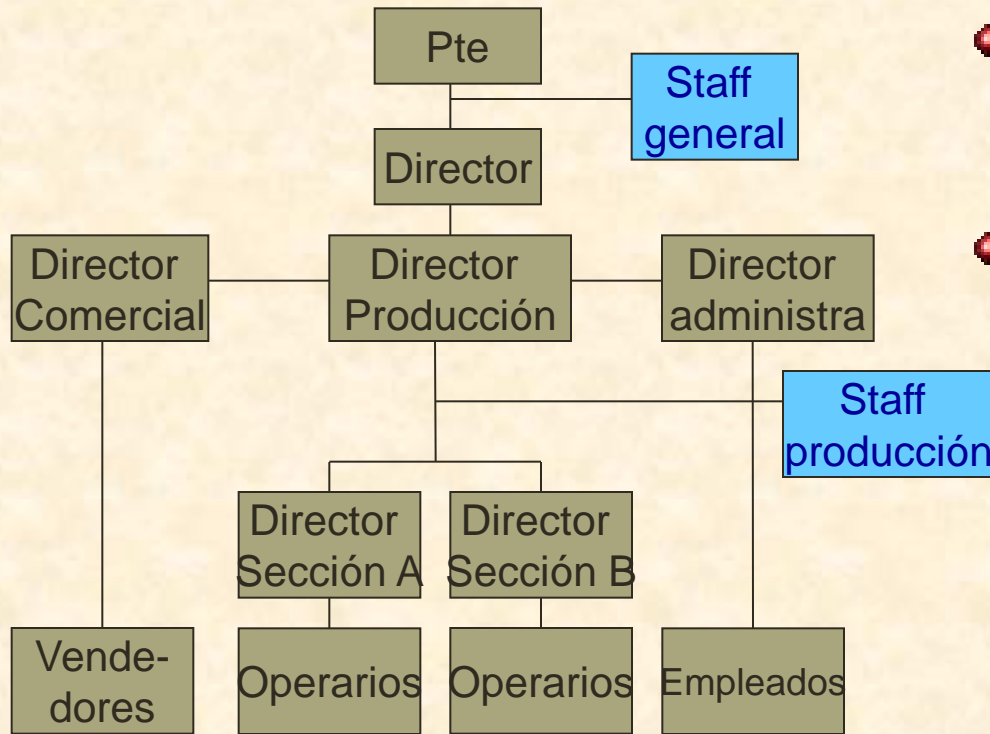 Pte
Staff
general
Director
Director
Comercial
Director
Producción
Director
administra
Staff
producción
Director
Sección A
Director
Sección B
Vende-
dores
Operarios
Operarios
Empleados